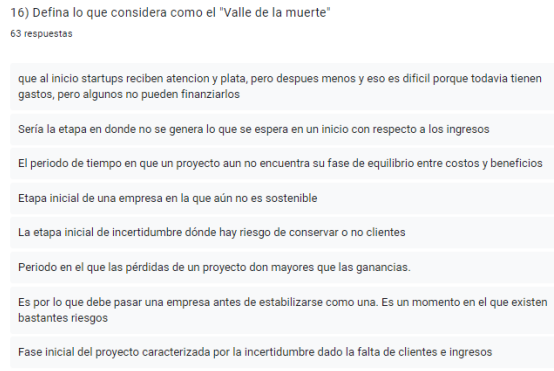 16) Defina lo que considera como el "Valle de la muerte"
63 respuestas
que al inicio startups reciben atencion y plata, pero despues menos y eso es dificil porque todavia tienen
gastos, pero algunos no pueden finanziarlos
Sería la etapa en donde no se genera lo que se espera en un inicio con respecto a los ingresos
El periodo de tiempo en que un proyecto aun no encuentra su fase de equilibrio entre costos y beneficios
Etapa inicial de una empresa en la que aún no es sostenible
La etapa inicial de incertidumbre dónde hay riesgo de conservar o no clientes
Periodo en el que las pérdidas de un proyecto don mayores que las ganancias.
Es por lo que debe pasar una empresa antes de estabilizarse como una. Es un momento en el que existen
bastantes riesgos
Fase inicial del proyecto caracterizada por la incertidumbre dado la falta de clientes e ingresos